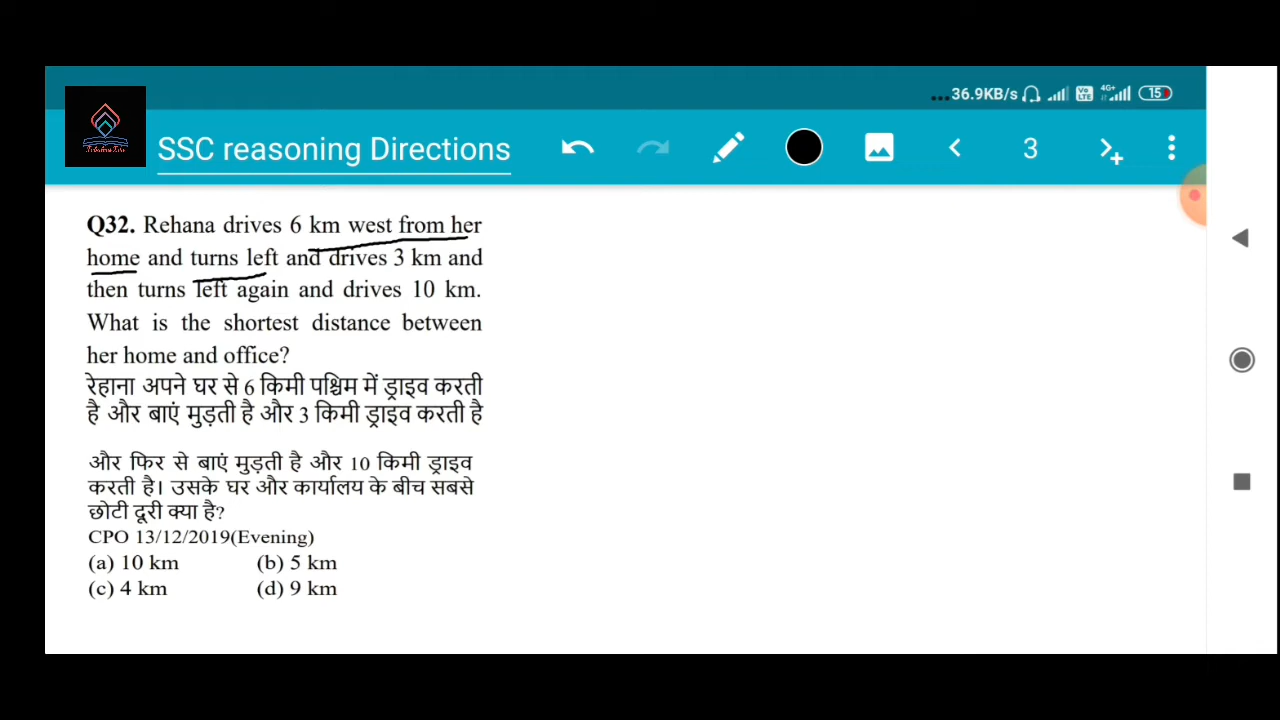 36.9KB/s 4G+ Vo LTE 15
SSC reasoning Directions
3
Q32. Rehana drives 6 km west from her
home and turns left and drives 3 km and
then turns left again and drives 10 km.
What is the shortest distance between
her home and office?
रेहाना अपने घर से 6 किमी पश्चिम में ड्राइव करती
है और बाएं मुड़ती है और 3 किमी ड्राइव करती है
और फिर से बाएं मुड़ती है और 10 किमी ड्राइव
करती है। उसके घर और कार्यालय के बीच सबसे
छोटी दूरी क्या है?
CPO 13/12/2019(Evening)
(a) 10 km (b) 5 km
(c) 4 km (d) 9 km